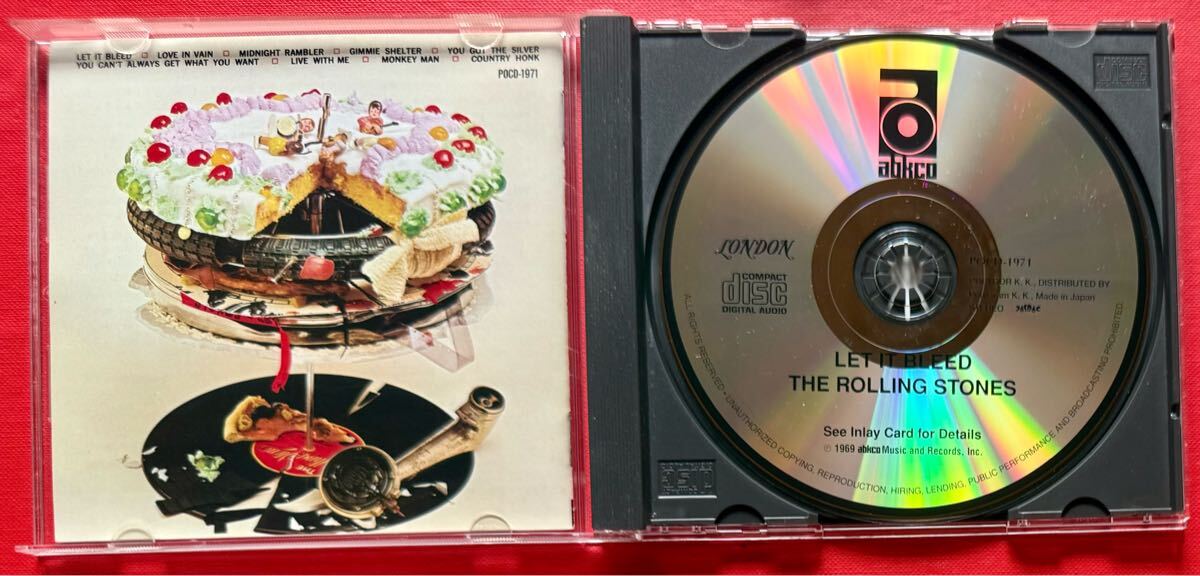 LET IT BLEED □ LOVE IN VAIN □ MIDNIGHT RAMBLER □ GIMMIE SHELTER □ YOU GOT THE SILVER
YOU CAN'T ALWAYS GET WHAT YOU WANT □ LIVE WITH ME □ MONKEY MAN □ COUNTRY HONK
POCD-1971
abkco
LONDON
COMPACT
disc
DIGITAL AUDIO
POCD-1971
K. K., DISTRIBUTED BY
K. K., Made in Japan
LET IT BLEED
THE ROLLING STONES
See Inlay Card for Details
© 1969 abkco Music and Records, Inc.
ALL RIGHTS RESERVED - UNAUTHORIZED COPYING, REPRODUCTION, HIRING, LENDING, PUBLIC PERFORMANCE AND BROADCASTING PROHIBITED.
disc